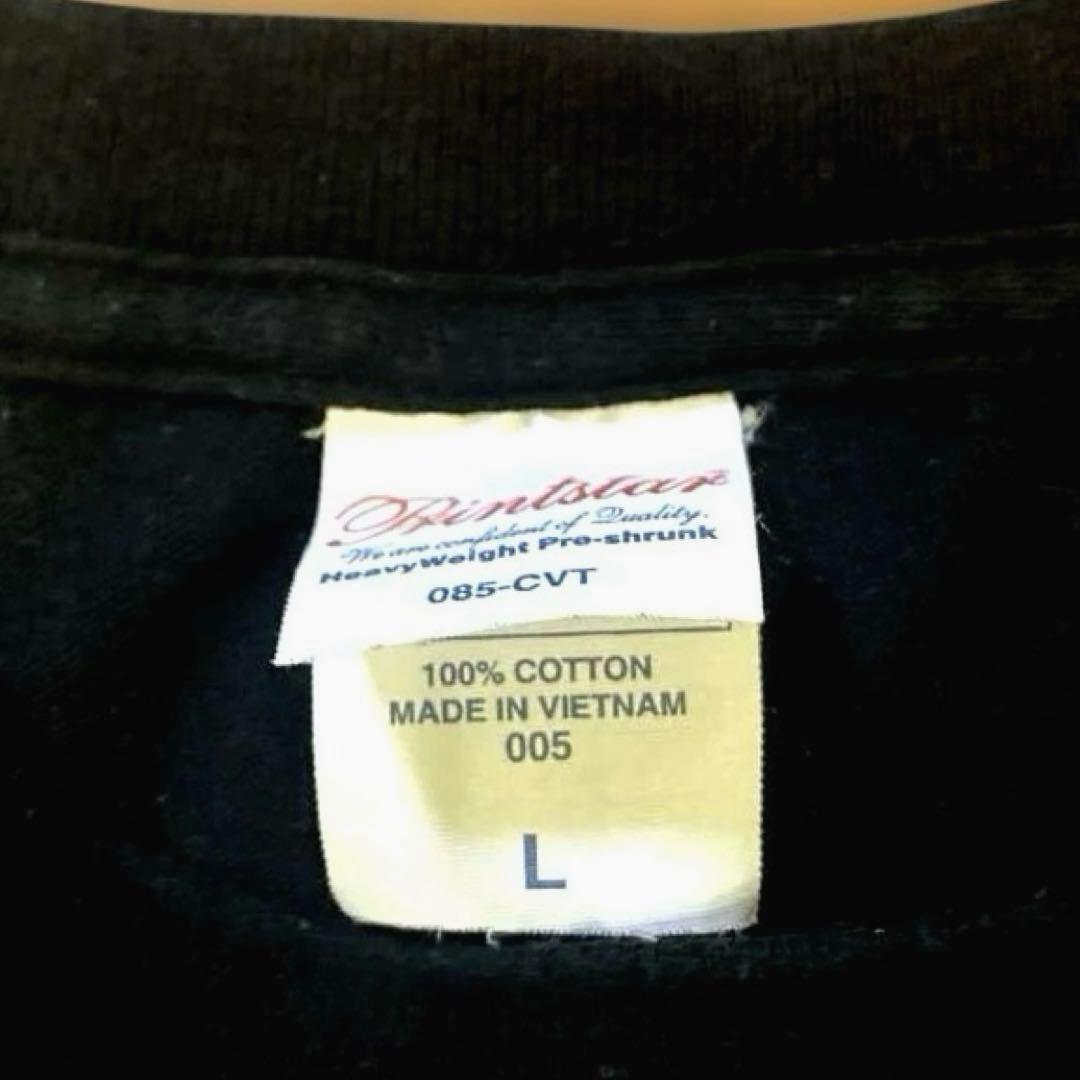 Printstar
We are confident of Quality.
HeavyWeight Pre-shrunk
085-CVT
100% COTTON
MADE IN VIETNAM
005
L